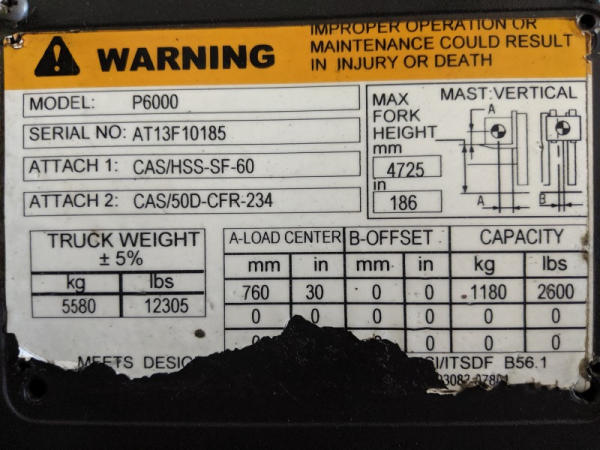 WARNING
IMPROPER OPERATION OR
MAINTENANCE COULD RESULT
IN INJURY OR DEATH
MODEL: P6000
SERIAL NO: AT13F10185
ATTACH 1: CAS/HSS-SF-60
ATTACH 2: CAS/50D-CFR-234
MAX
FORK
HEIGHT
mm
4725
in
186
MAST:VERTICAL
A
A
B
TRUCK WEIGHT
± 5%
kg lbs
5580 12305
A-LOAD CENTER B-OFFSET CAPACITY
mm in mm in kg lbs
760 30 0 0 1180 2600
0 0 0 0 0 0
0 0 0 0 0
MEETS B56.1